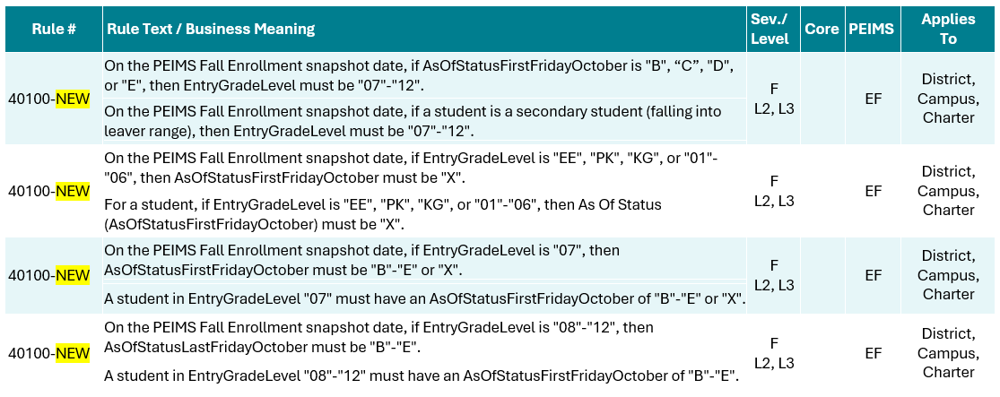 Rule #
Rule Text / Business Meaning
Sev./
Level
Core
PEIMS
Applies
To
40100-NEW
On the PEIMS Fall Enrollment snapshot date, if AsOfStatusFirstFridayOctober is "B", “C”, "D",
or "E", then EntryGradeLevel must be "07"-"12".
On the PEIMS Fall Enrollment snapshot date, if a student is a secondary student (falling into
leaver range), then EntryGradeLevel must be "07"-"12".
F
L2, L3
EF
District,
Campus,
Charter
40100-NEW
On the PEIMS Fall Enrollment snapshot date, if EntryGradeLevel is "EE", "PK", "KG", or "01"-
"06", then AsOfStatusFirstFridayOctober must be "X".
For a student, if EntryGradeLevel is "EE", "PK", "KG", or "01"-"06", then As Of Status
(AsOfStatusFirstFridayOctober) must be "X".
F
L2, L3
EF
District,
Campus,
Charter
40100-NEW
On the PEIMS Fall Enrollment snapshot date, if EntryGradeLevel is "07", then
AsOfStatusFirstFridayOctober must be "B"-"E" or "X".
A student in EntryGradeLevel "07" must have an AsOfStatusFirstFridayOctober of "B"-"E" or "X".
F
L2, L3
EF
District,
Campus,
Charter
40100-NEW
On the PEIMS Fall Enrollment snapshot date, if EntryGradeLevel is "08"-"12", then
AsOfStatusLastFridayOctober must be "B"-"E".
A student in EntryGradeLevel "08"-"12" must have an AsOfStatusFirstFridayOctober of "B"-"E".
F
L2, L3
EF
District,
Campus,
Charter